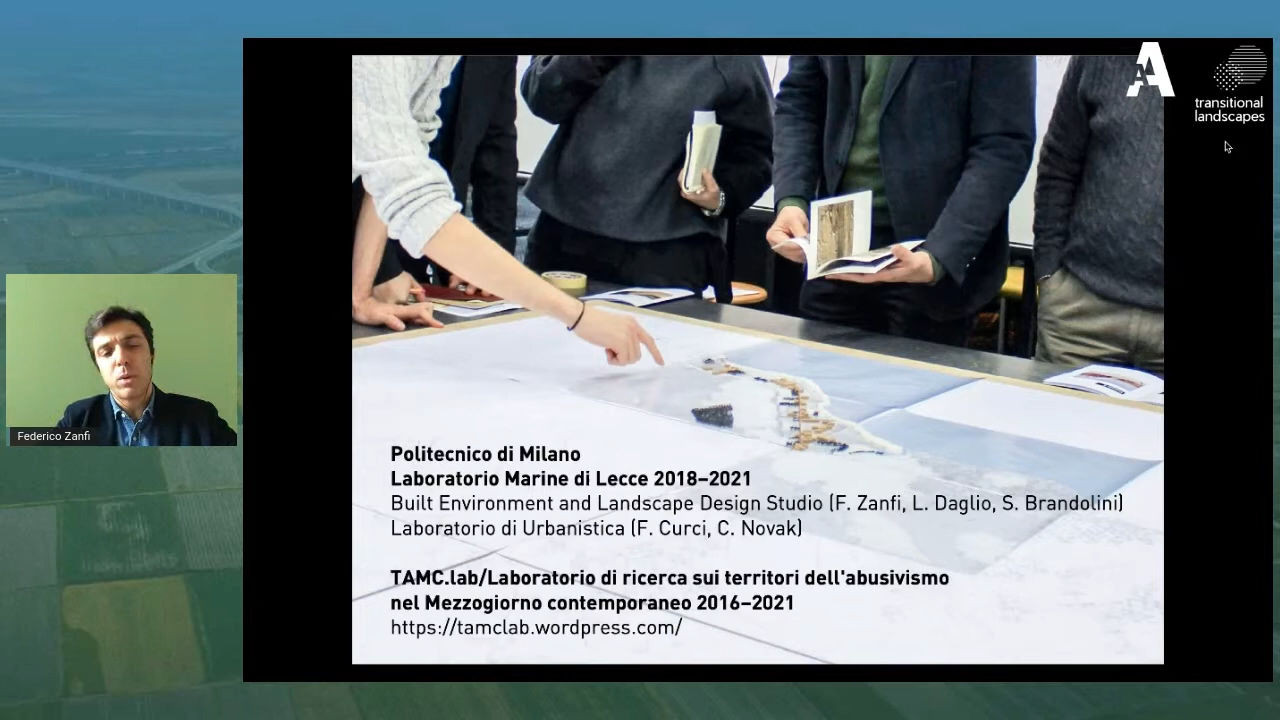 A
transitional
landscapes
Federico Zanfi
Politecnico di Milano
Laboratorio Marine di Lecce 2018–2021
Built Environment and Landscape Design Studio (F. Zanfi, L. Daglio, S. Brandolini)
Laboratorio di Urbanistica (F. Curci, C. Novak)
TAMC.lab/Laboratorio di ricerca sui territori dell'abusivismo
nel Mezzogiorno contemporaneo 2016–2021
https://tamclab.wordpress.com/